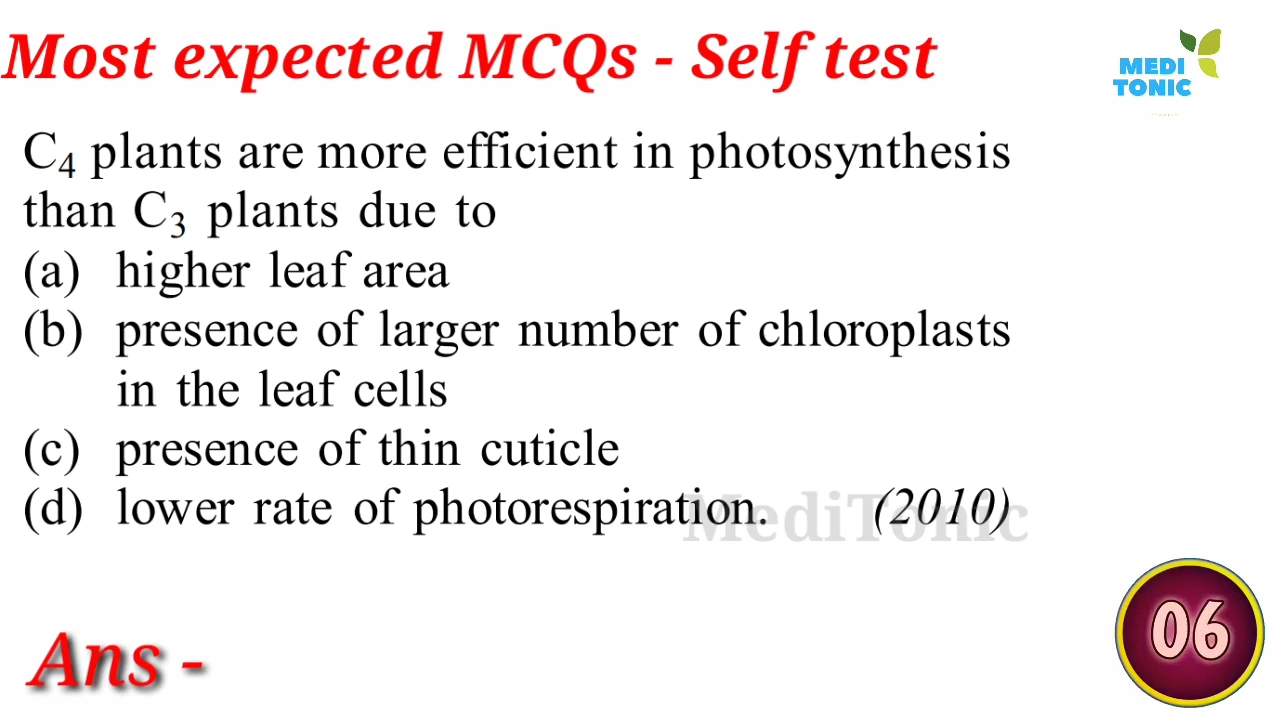 Most expected MCQs - Self test
MEDI
TONIC
C₄ plants are more efficient in photosynthesis
than C₃ plants due to
(a) higher leaf area
(b) presence of larger number of chloroplasts
in the leaf cells
(c) presence of thin cuticle
(d) lower rate of photorespiration. (2010)
MediTonic
Ans -
06